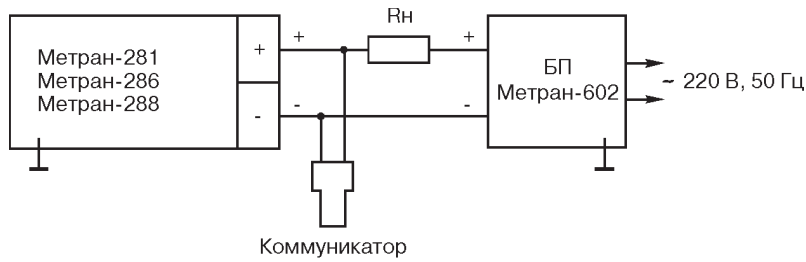 Rн
Метран-281
Метран-286
Метран-288
+
-
+
-
+
-
БП
Метран-602
~ 220 В, 50 Гц
Коммуникатор